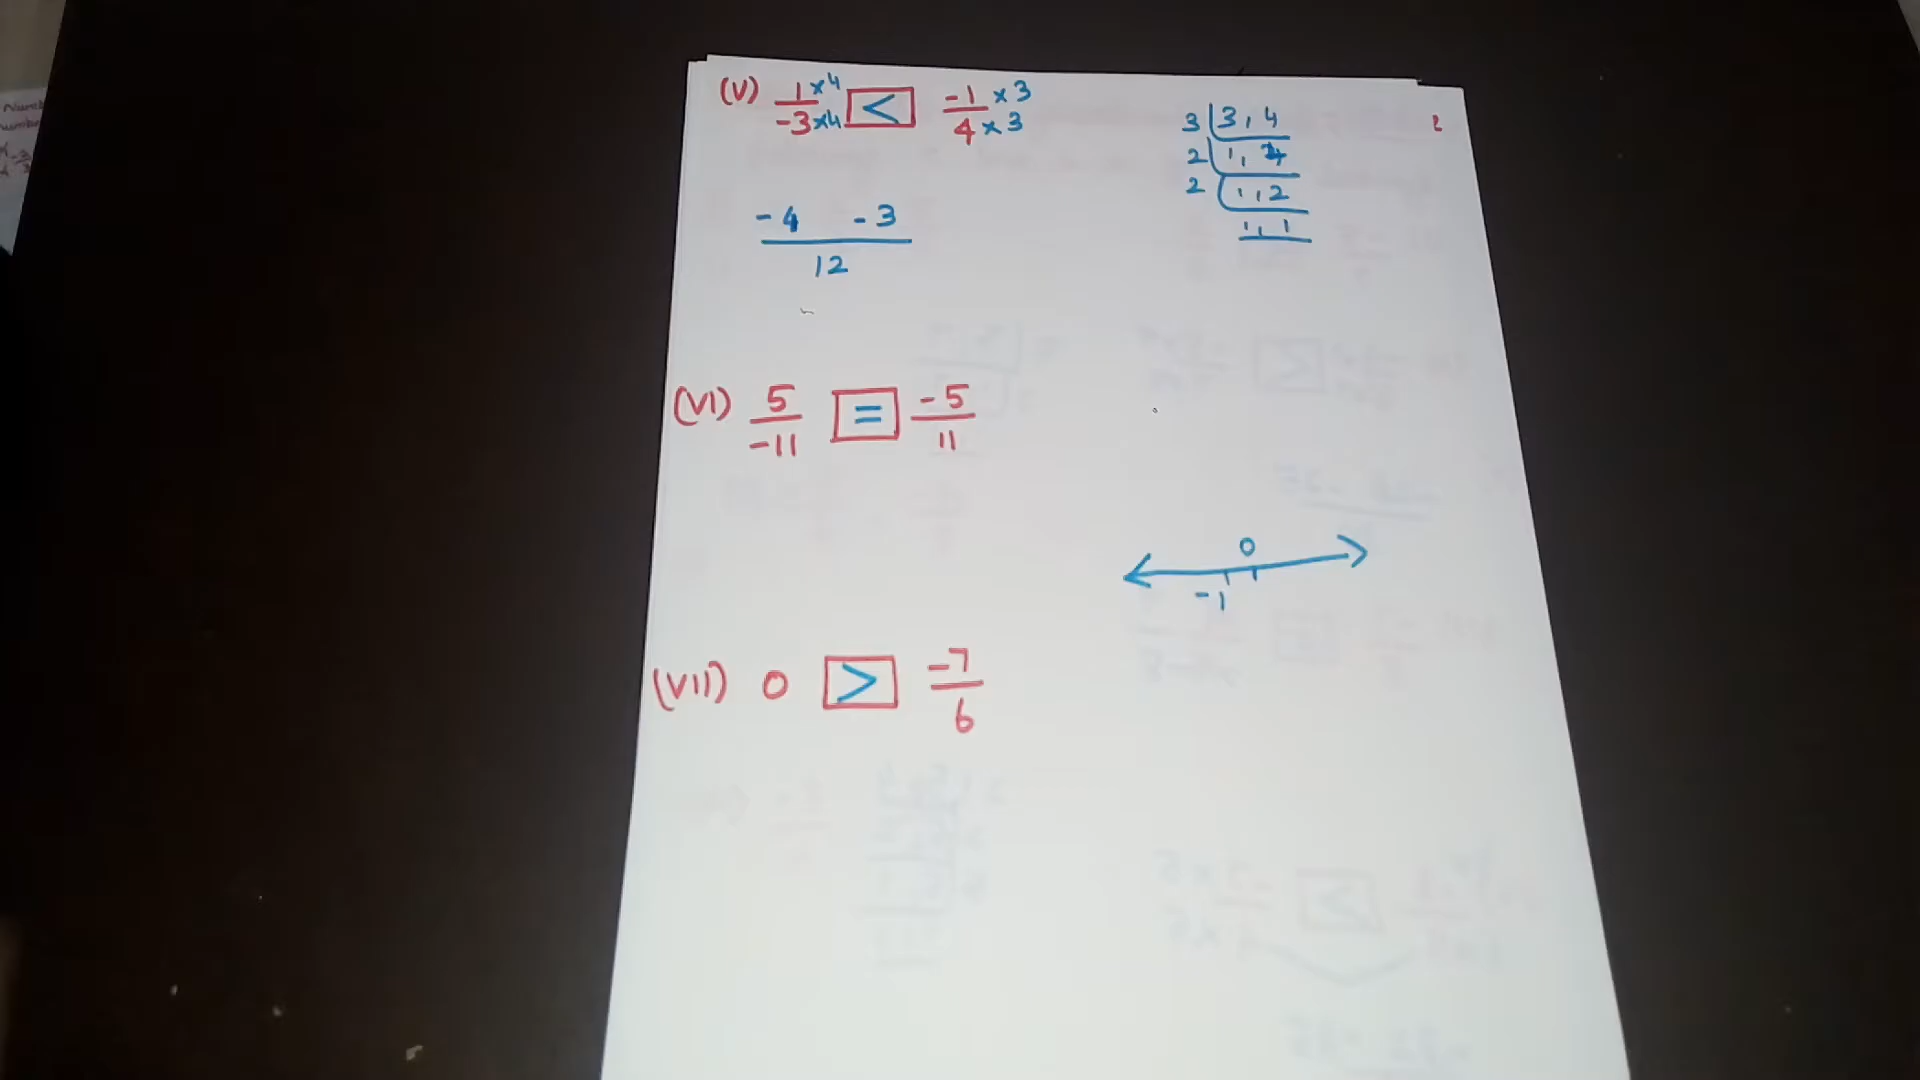 (V) 1×4/-3×4 < -1×3/4×3
3 | 3, 4
2 | 1, 4
2 | 1, 2
1, 1
-4 -3
12
(VI) 5/-11 = -5/11
0
-1
(VII) 0 > -7/6